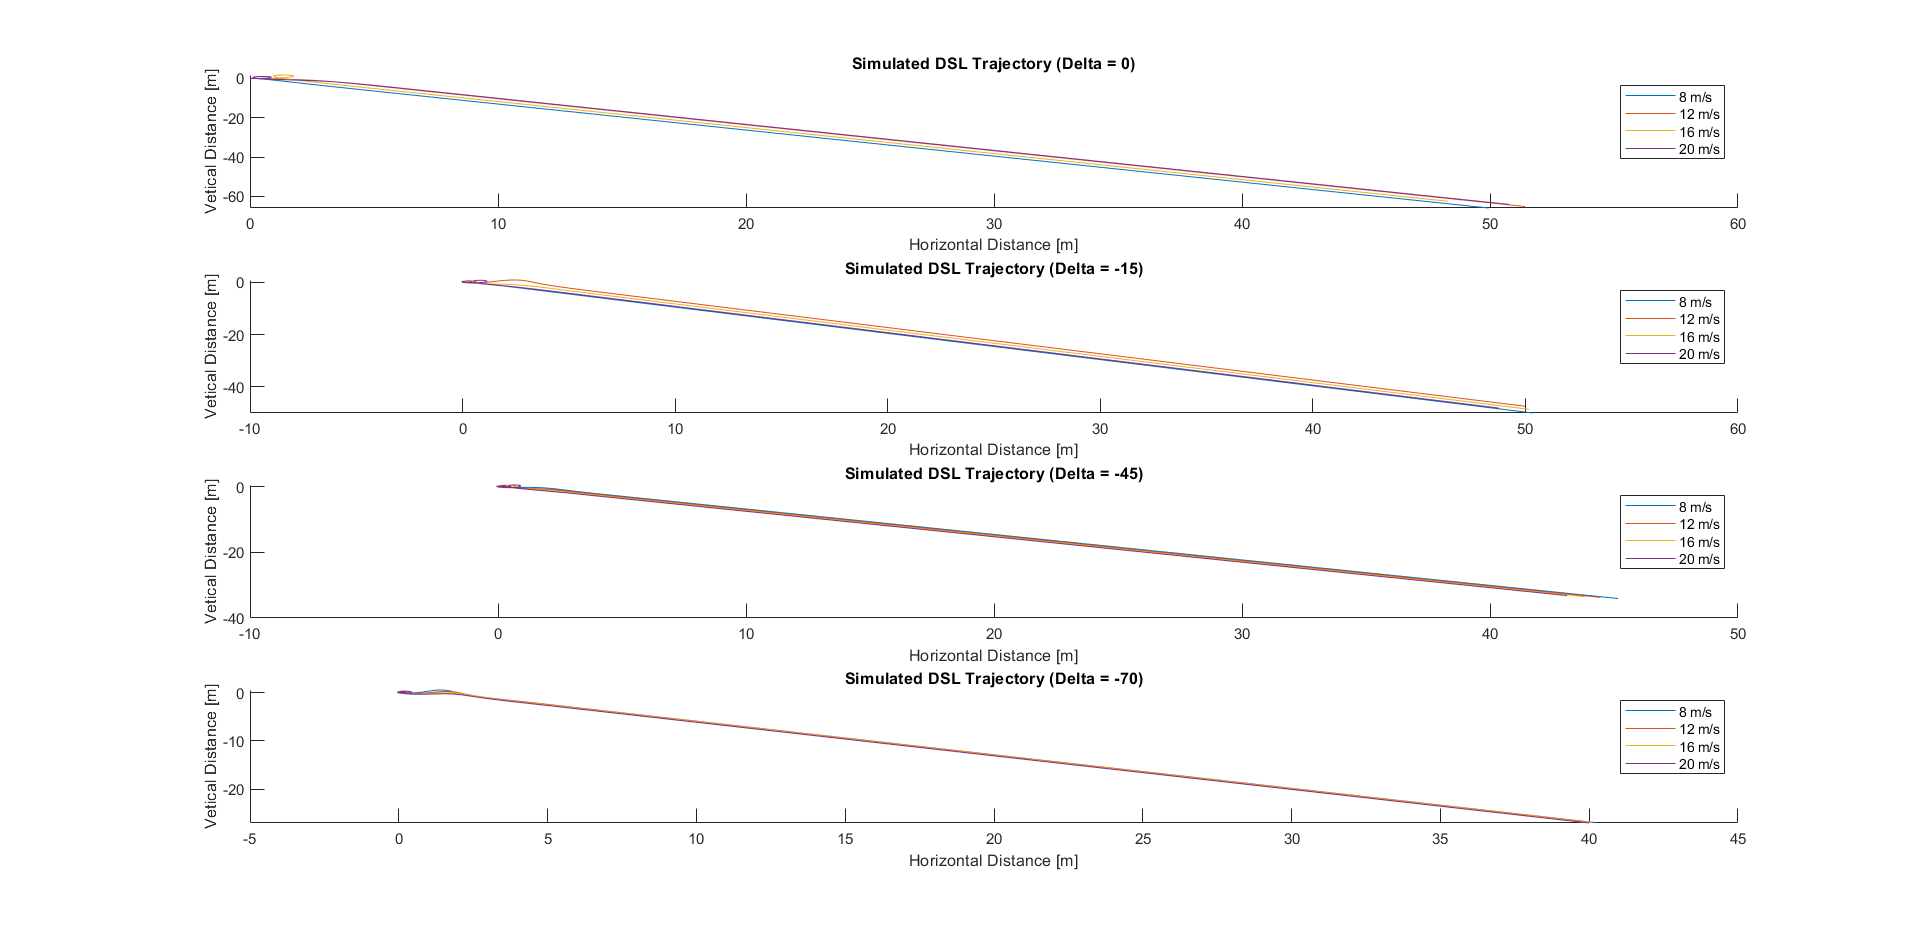 Simulated DSL Trajectory (Delta = 0)
Vetical Distance [m]
0
-20
-40
-60
0 10 20 30 40 50 60
Horizontal Distance [m]
8 m/s
12 m/s
16 m/s
20 m/s
Simulated DSL Trajectory (Delta = -15)
Vetical Distance [m]
0
-20
-40
-10 0 10 20 30 40 50 60
Horizontal Distance [m]
8 m/s
12 m/s
16 m/s
20 m/s
Simulated DSL Trajectory (Delta = -45)
Vetical Distance [m]
0
-20
-40
-10 0 10 20 30 40 50
Horizontal Distance [m]
8 m/s
12 m/s
16 m/s
20 m/s
Simulated DSL Trajectory (Delta = -70)
Vetical Distance [m]
0
-10
-20
-5 0 5 10 15 20 25 30 35 40 45
Horizontal Distance [m]
8 m/s
12 m/s
16 m/s
20 m/s